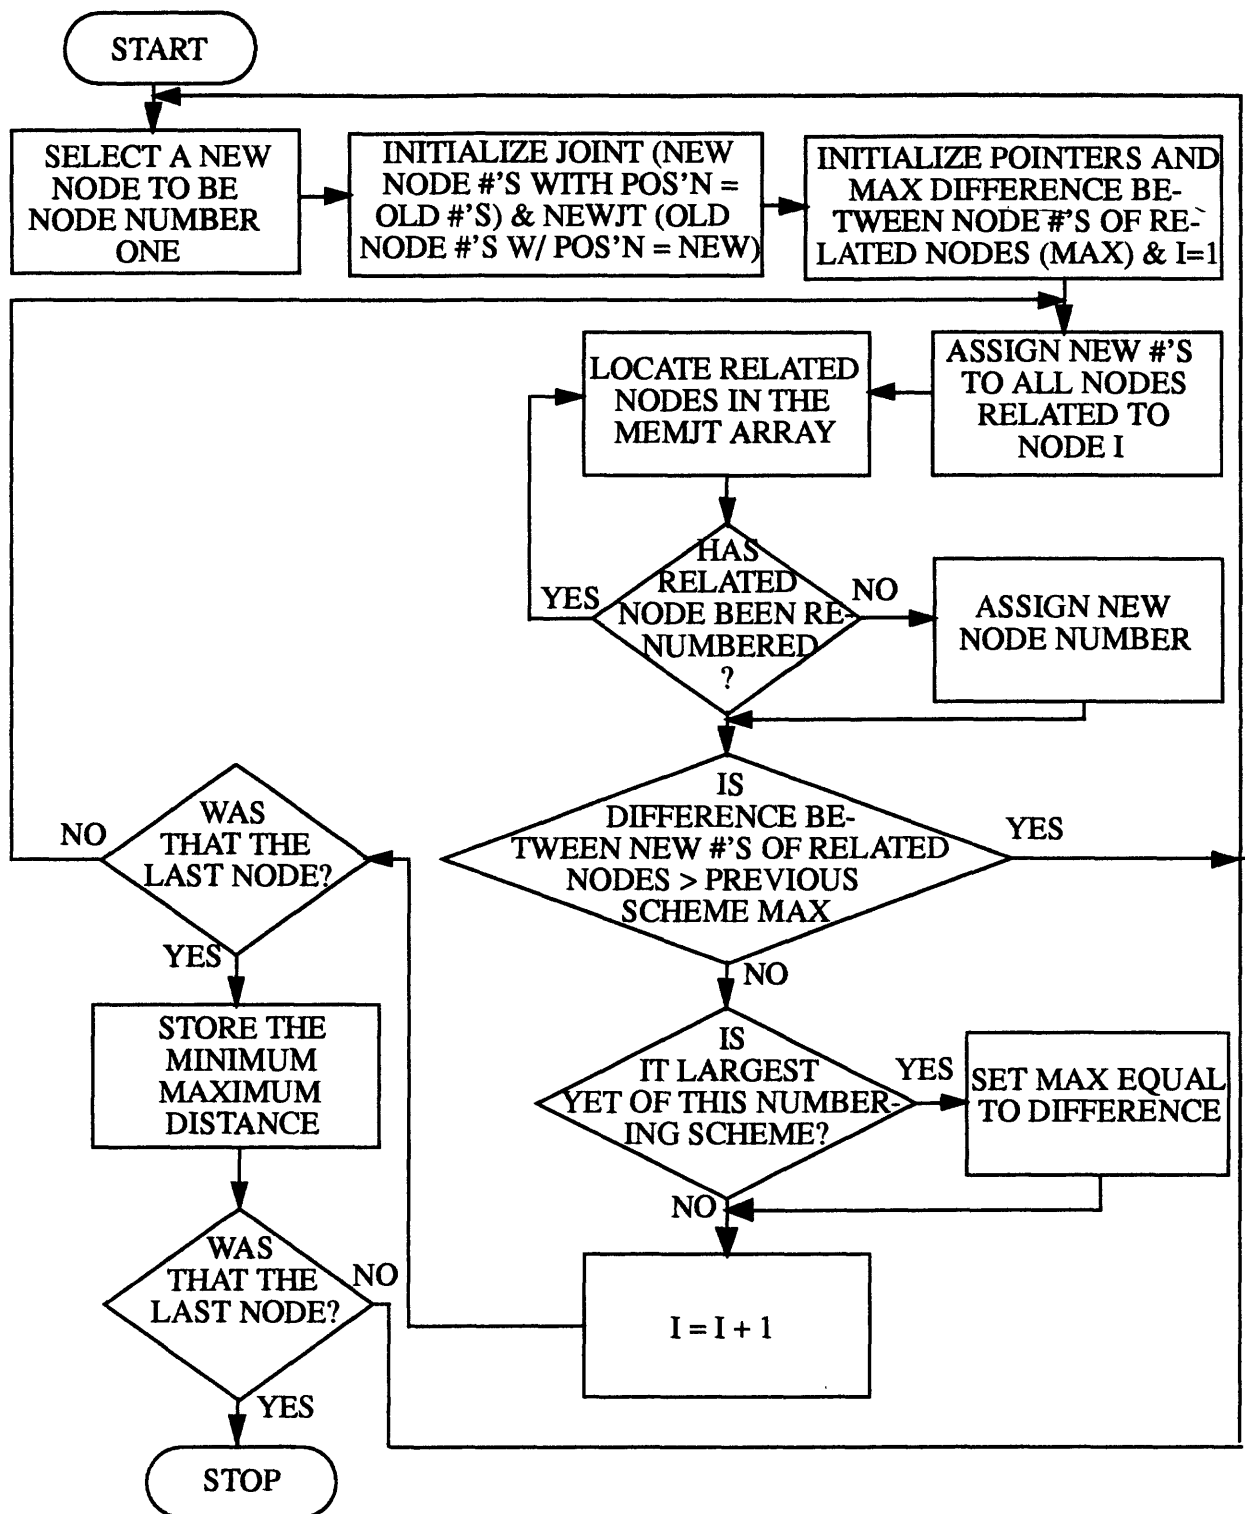 START
SELECT A NEW
NODE TO BE
NODE NUMBER
ONE
INITIALIZE JOINT (NEW
NODE #'S WITH POS'N =
OLD #'S) & NEWJT (OLD
NODE #'S W/ POS'N = NEW)
INITIALIZE POINTERS AND
MAX DIFFERENCE BE-
TWEEN NODE #'S OF RE-
LATED NODES (MAX) & I=1
ASSIGN NEW #'S
TO ALL NODES
RELATED TO
NODE I
LOCATE RELATED
NODES IN THE
MEMJT ARRAY
HAS
RELATED
NODE BEEN RE-
NUMBERED
?
YES
NO
ASSIGN NEW
NODE NUMBER
IS
DIFFERENCE BE-
TWEEN NEW #'S OF RELATED
NODES > PREVIOUS
SCHEME MAX
YES
NO
IS
IT LARGEST
YET OF THIS NUMBER-
ING SCHEME?
YES
SET MAX EQUAL
TO DIFFERENCE
NO
I = I + 1
WAS
THAT THE
LAST NODE?
NO
YES
STORE THE
MINIMUM
MAXIMUM
DISTANCE
WAS
THAT THE
LAST NODE?
NO
YES
STOP